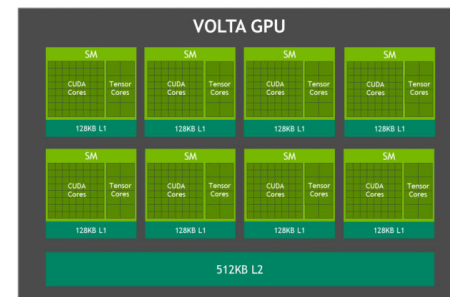 VOLTA GPU
SM SM SM SM
CUDA Cores Tensor Cores CUDA Cores Tensor Cores CUDA Cores Tensor Cores CUDA Cores Tensor Cores
128KB L1 128KB L1 128KB L1 128KB L1
SM SM SM SM
CUDA Cores Tensor Cores CUDA Cores Tensor Cores CUDA Cores Tensor Cores CUDA Cores Tensor Cores
128KB L1 128KB L1 128KB L1 128KB L1
512KB L2